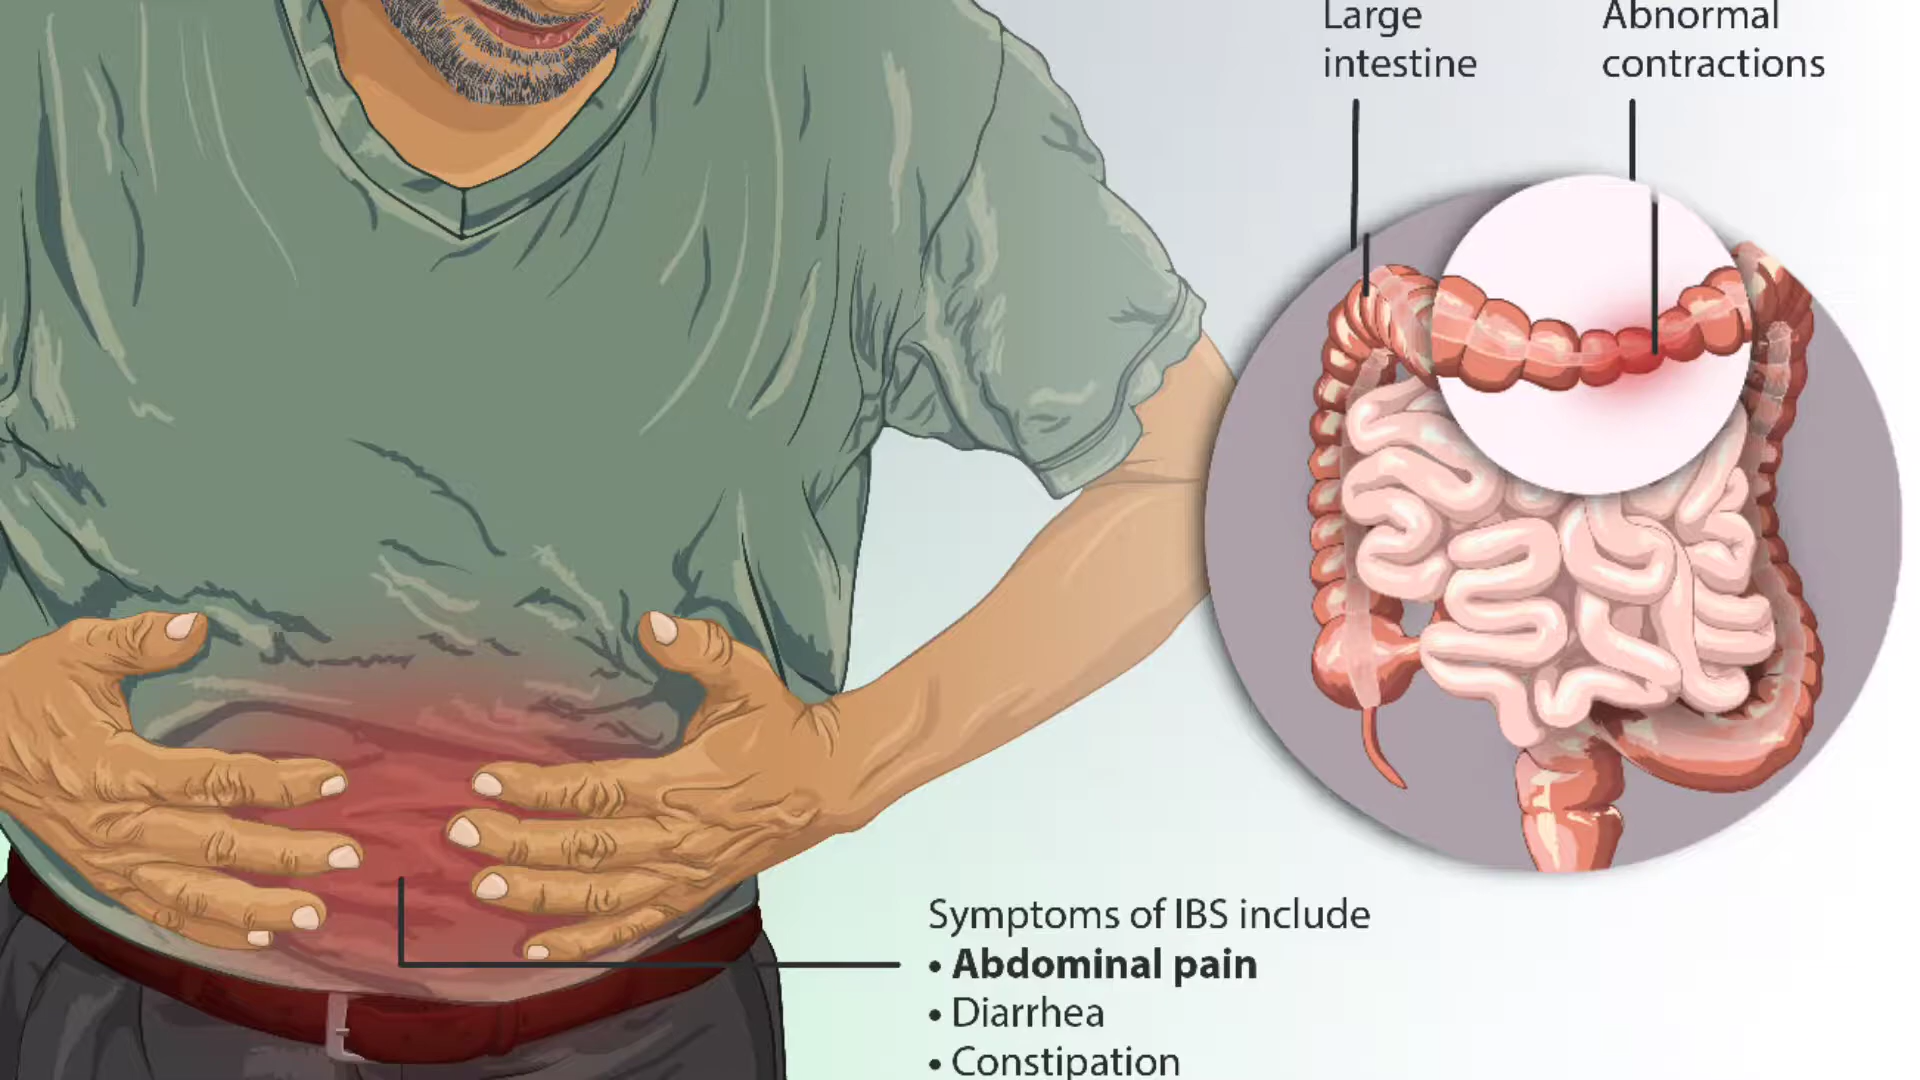 Large
intestine
Abnormal
contractions
Symptoms of IBS include
• Abdominal pain
• Diarrhea
• Constipation